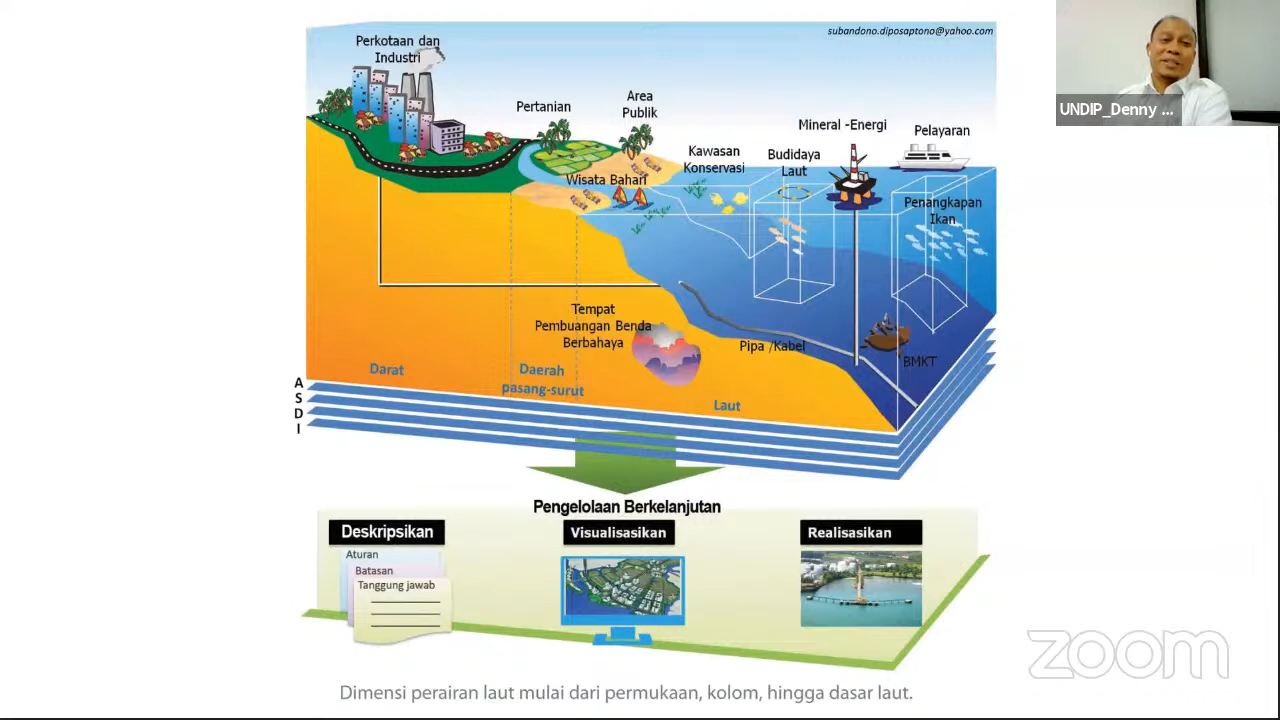 subandono.diposaptono@yahoo.com
UNDIP_Denny ...
Perkotaan dan
Industri
Pertanian
Area
Publik
Mineral -Energi
Pelayaran
Kawasan
Konservasi
Budidaya
Laut
Wisata Bahari
Penangkapan
Ikan
Tempat
Pembuangan Benda
Berbahaya
Pipa /Kabel
BMKT
Darat
Daerah
pasang-surut
Laut
A
S
D
I
Pengelolaan Berkelanjutan
Deskripsikan
Visualisasikan
Realisasikan
Aturan
Batasan
Tanggung jawab
zoom
Dimensi perairan laut mulai dari permukaan, kolom, hingga dasar laut.